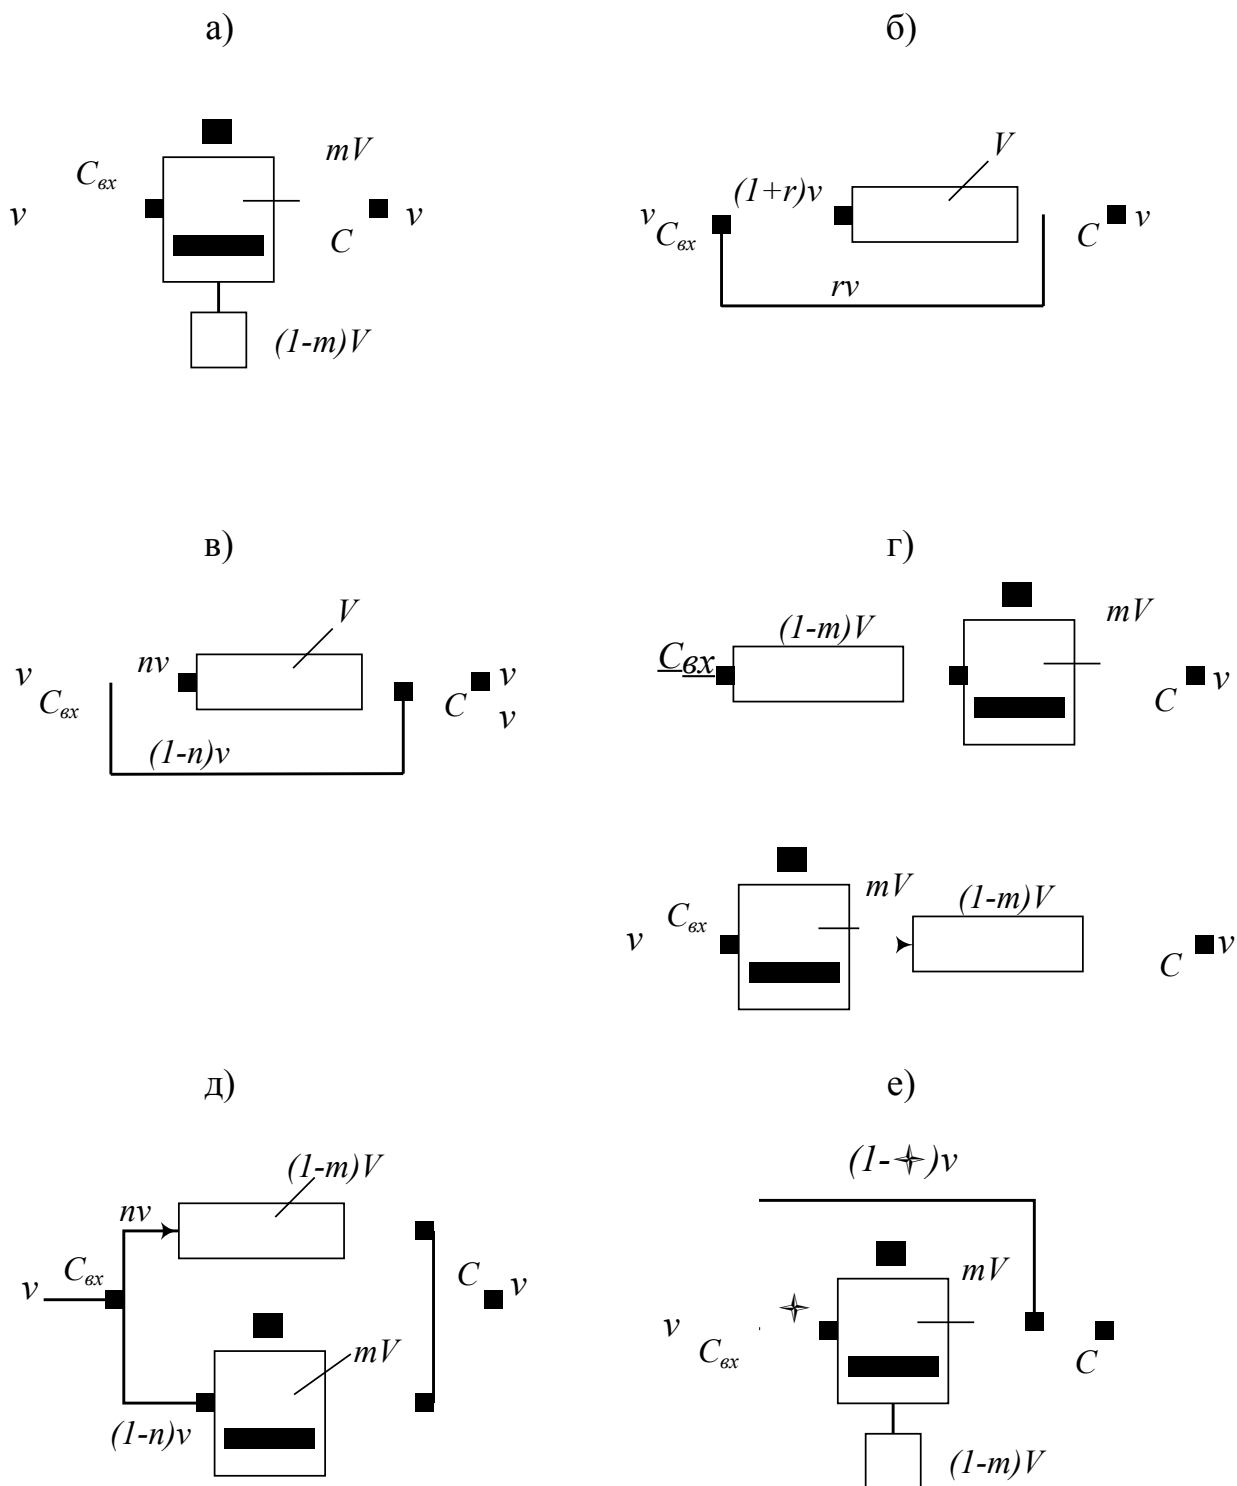 а)
б)
mV
C_вх
v
v
C
(1-m)V
V
(1+r)v
v
C_вх
C
v
rv
в)
г)
V
nv
v
C_вх
C
v
v
(1-n)v
(1-m)V
mV
C_вх
C
v
mV
(1-m)V
C_вх
v
v
C
д)
е)
(1-✧)v
(1-m)V
nv
C_вх
v
C
v
mV
(1-n)v
mV
v
C_вх
C
(1-m)V